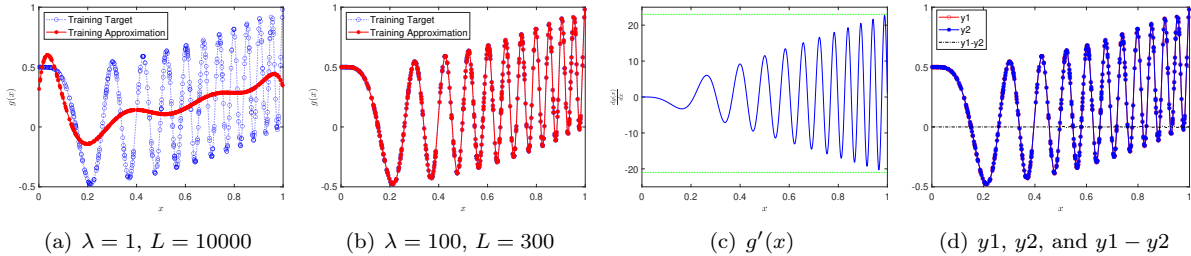 Training Target
Training Approximation
1
0.5
0
-0.5
g(x)
0 0.2 0.4 0.6 0.8 1
x
(a) λ = 1, L = 10000
Training Target
Training Approximation
1
0.5
0
-0.5
g(x)
0 0.2 0.4 0.6 0.8 1
x
(b) λ = 100, L = 300
20
10
0
-10
-20
dg(x)
dx
0 0.2 0.4 0.6 0.8 1
x
(c) g′(x)
y1
y2
y1-y2
1
0.5
0
-0.5
0 0.2 0.4 0.6 0.8 1
x
(d) y1, y2, and y1 − y2